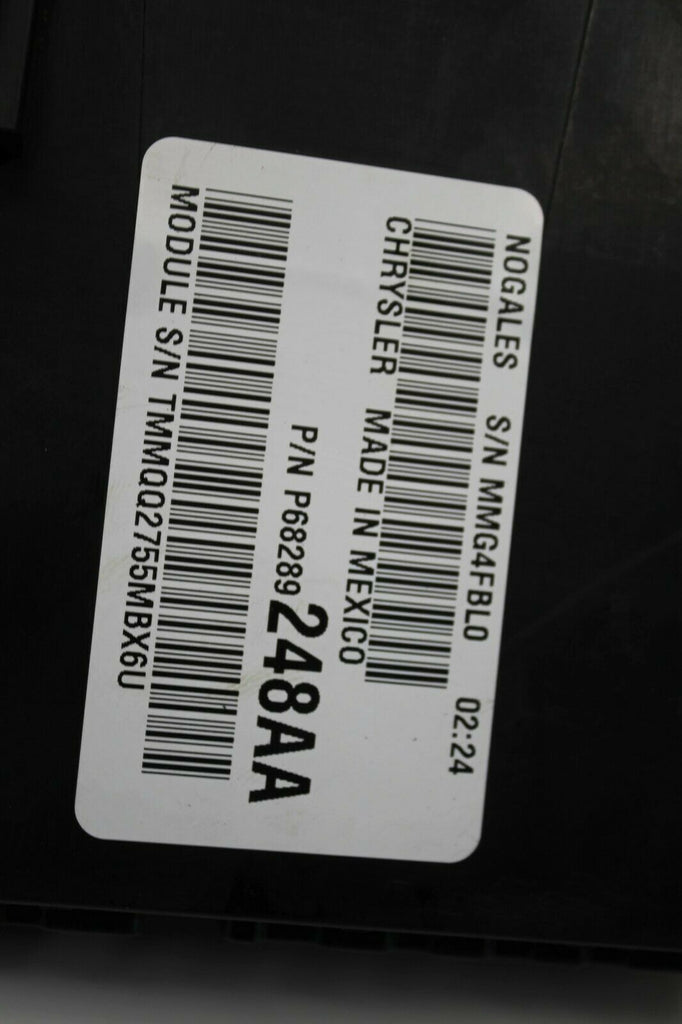 NOGALES S/N MMG4FBL0 02:24
CHRYSLER MADE IN MEXICO
P/N P68289248AA
MODULE S/N TMMQQ2755MBX6U